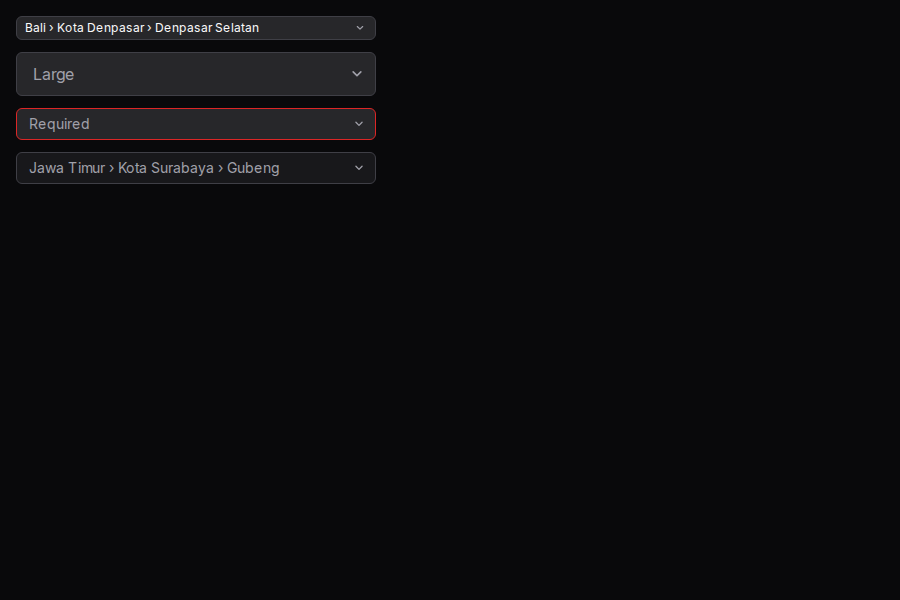 Bali › Kota Denpasar › Denpasar Selatan
Large
Required
Jawa Timur › Kota Surabaya › Gubeng